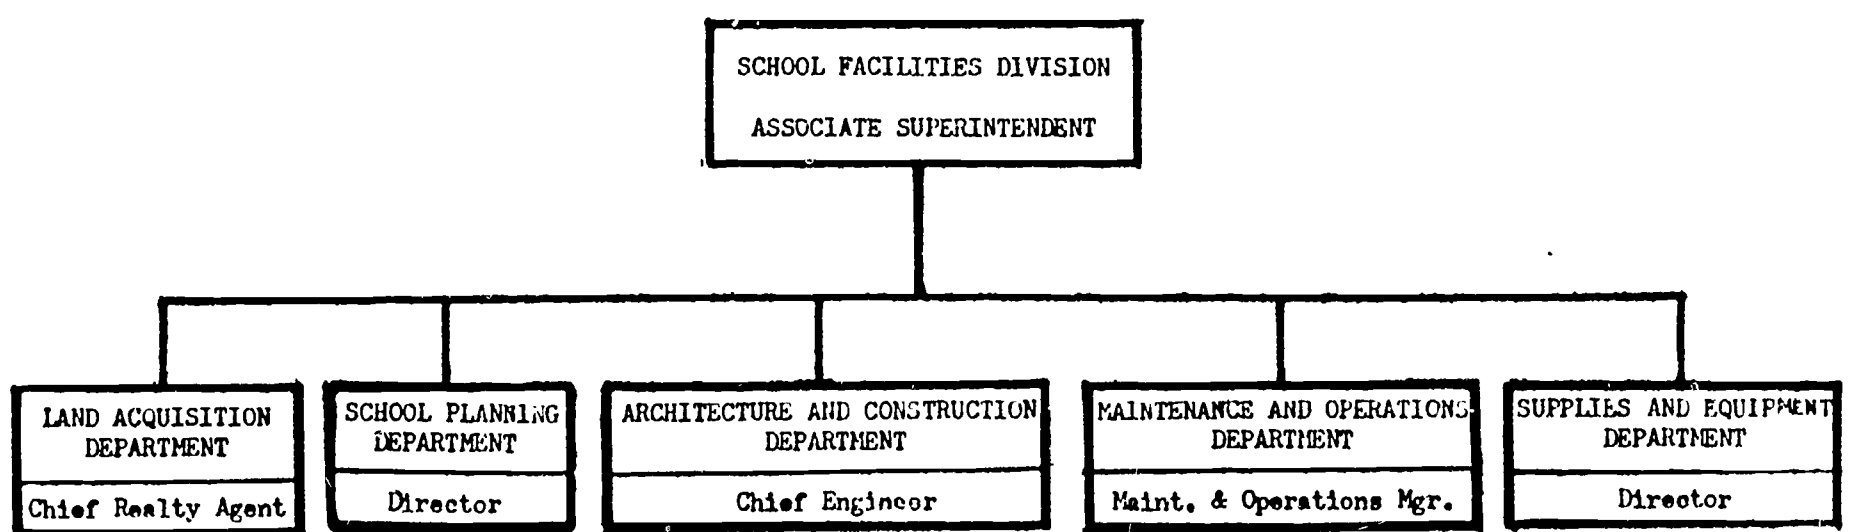 SCHOOL FACILITIES DIVISION
ASSOCIATE SUPERINTENDENT
LAND ACQUISITION
DEPARTMENT
Chief Realty Agent
SCHOOL PLANNING
DEPARTMENT
Director
ARCHITECTURE AND CONSTRUCTION
DEPARTMENT
Chief Engineer
MAINTENANCE AND OPERATIONS
DEPARTMENT
Maint. & Operations Mgr.
SUPPLIES AND EQUIPMENT
DEPARTMENT
Director